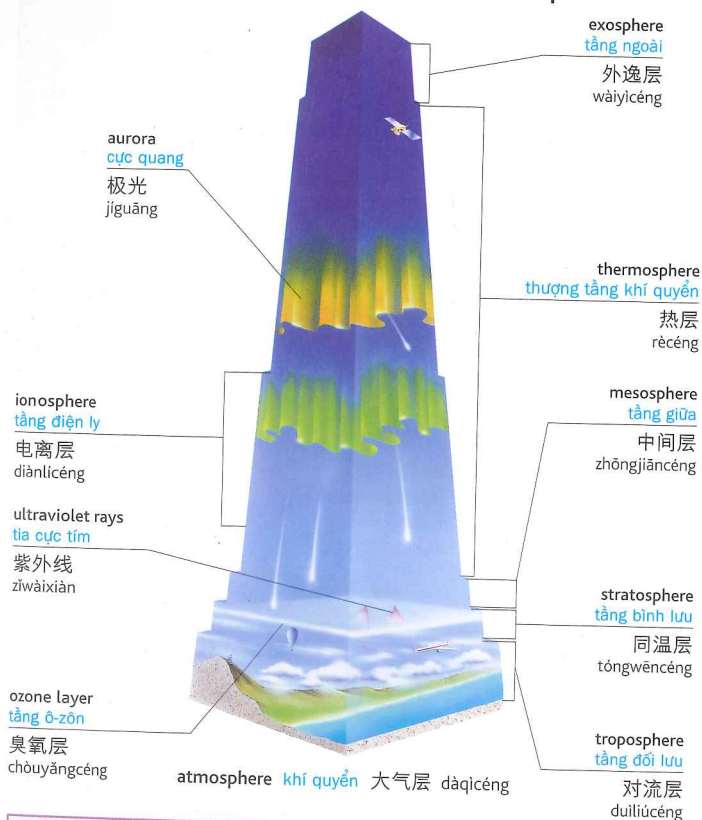 exosphere
tầng ngoài
外逸层
wàiyìcéng
aurora
cực quang
极光
jíguāng
thermosphere
thượng tầng khí quyển
热层
rècéng
ionosphere
tầng điện ly
电离层
diànlícéng
mesosphere
tầng giữa
中间层
zhōngjiāncéng
ultraviolet rays
tia cực tím
紫外线
zǐwàixiàn
stratosphere
tầng bình lưu
同温层
tóngwēncéng
ozone layer
tầng ô-zôn
臭氧层
chòuyǎngcéng
troposphere
tầng đối lưu
对流层
duìliúcéng
atmosphere khí quyển 大气层 dàqìcéng